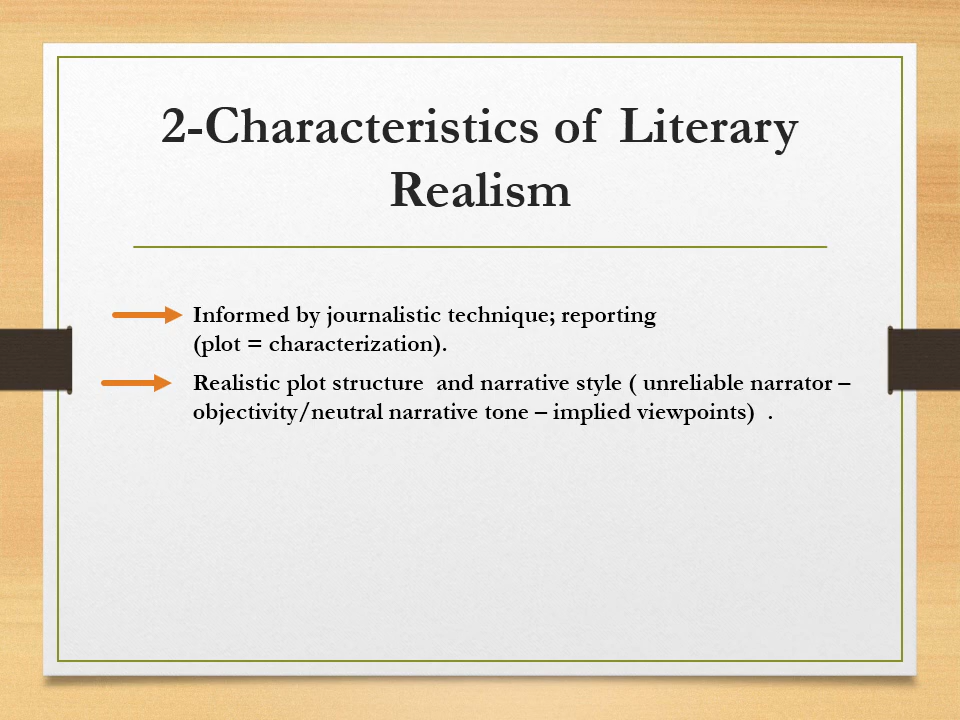 2-Characteristics of Literary
Realism
Informed by journalistic technique; reporting
(plot = characterization).
Realistic plot structure  and narrative style ( unreliable narrator –
objectivity/neutral narrative tone – implied viewpoints)  .